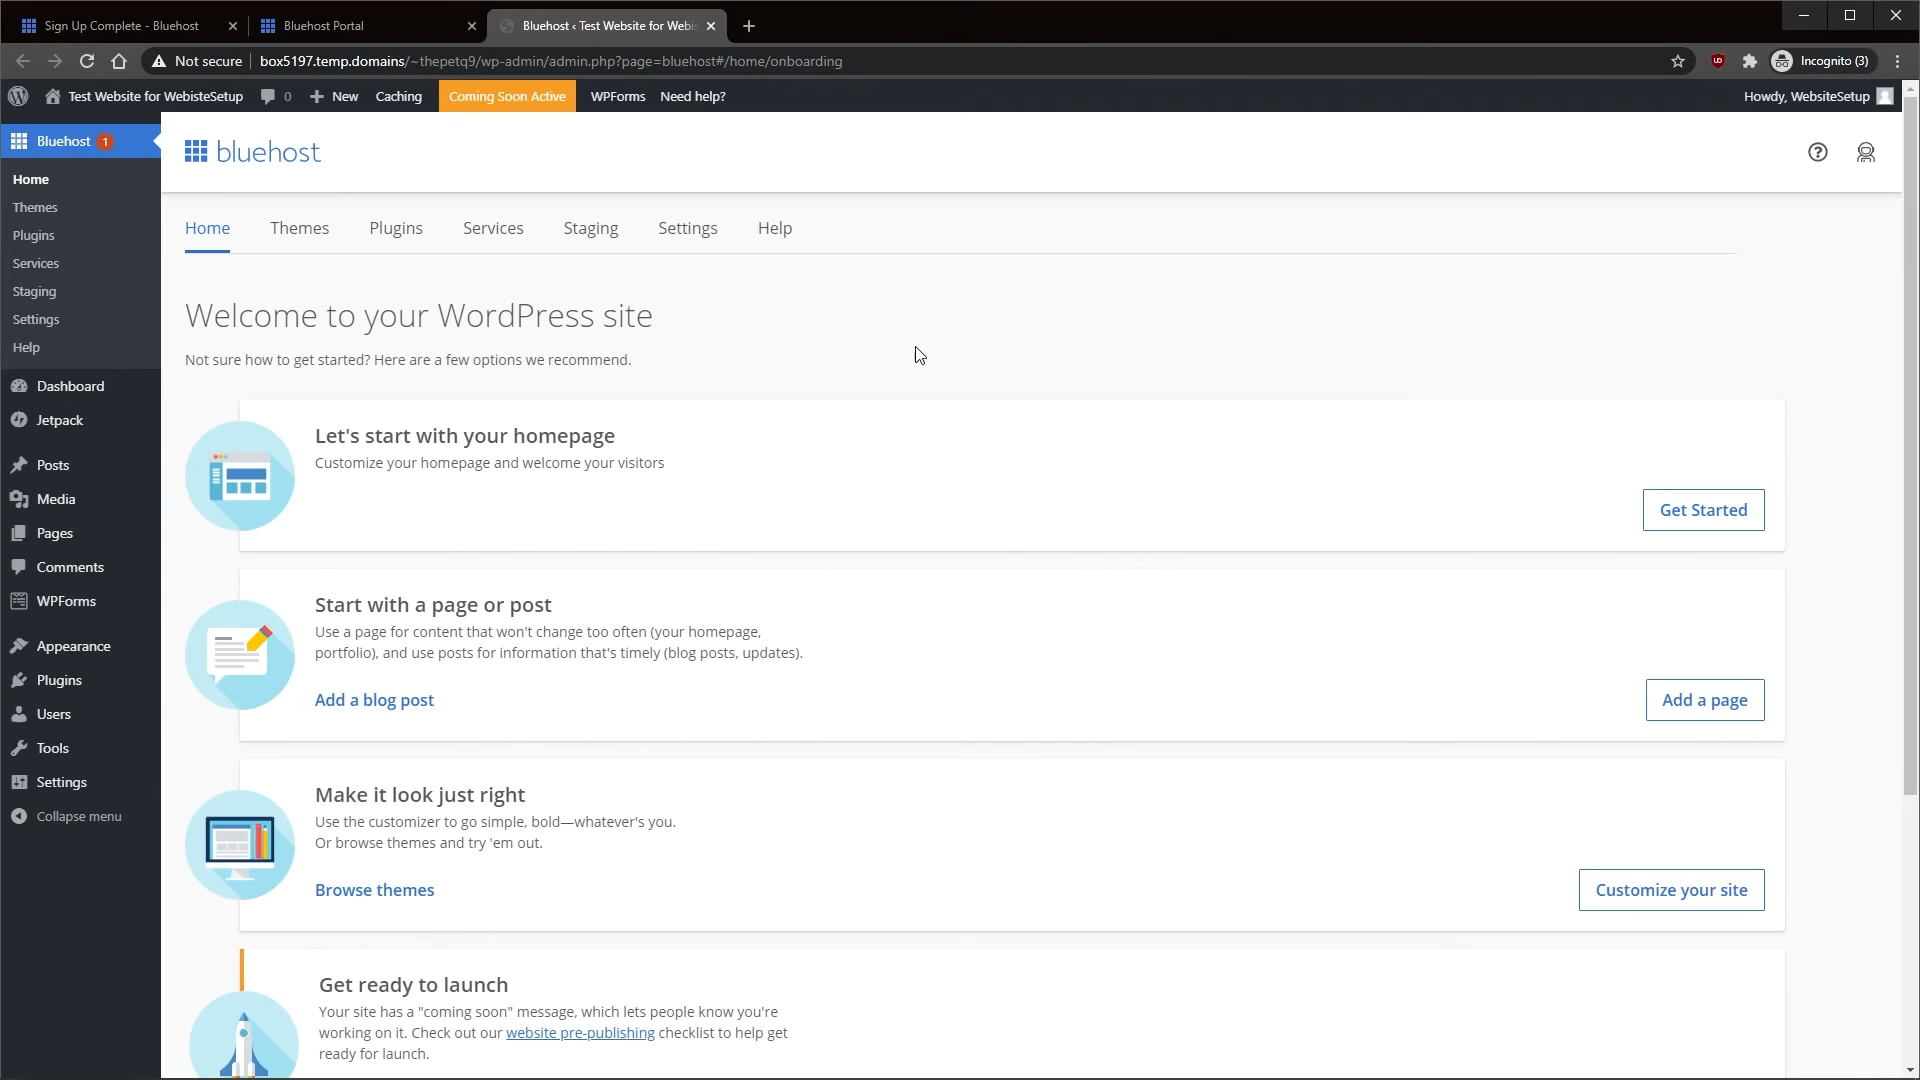 Sign Up Complete - Bluehost
Bluehost Portal
Bluehost ‹ Test Website for Webis
Not secure
box5197.temp.domains/~thepetq9/wp-admin/admin.php?page=bluehost#/home/onboarding
Incognito (3)
Test Website for WebisteSetup
0
New
Caching
Coming Soon Active
WPForms
Need help?
Howdy, WebsiteSetup
Bluehost 1
Home
Themes
Plugins
Services
Staging
Settings
Help
Dashboard
Jetpack
Posts
Media
Pages
Comments
WPForms
Appearance
Plugins
Users
Tools
Settings
Collapse menu
bluehost
Home
Themes
Plugins
Services
Staging
Settings
Help
Welcome to your WordPress site
Not sure how to get started? Here are a few options we recommend.
Let's start with your homepage
Customize your homepage and welcome your visitors
Get Started
Start with a page or post
Use a page for content that won't change too often (your homepage,
portfolio), and use posts for information that's timely (blog posts, updates).
Add a blog post
Add a page
Make it look just right
Use the customizer to go simple, bold—whatever's you.
Or browse themes and try 'em out.
Browse themes
Customize your site
Get ready to launch
Your site has a "coming soon" message, which lets people know you're
working on it. Check out our website pre-publishing checklist to help get
ready for launch.